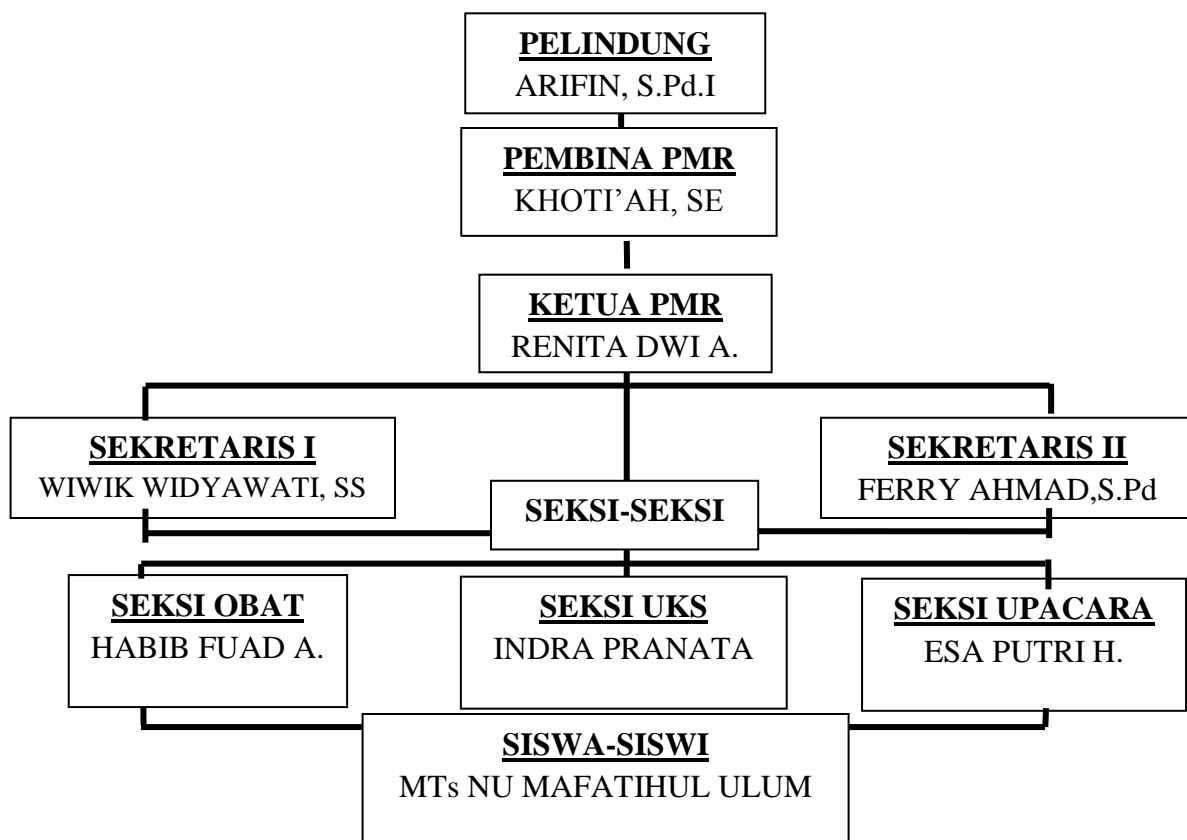 PELINDUNG
ARIFIN, S.Pd.I
PEMBINA PMR
KHOTI’AH, SE
KETUA PMR
RENITA DWI A.
SEKRETARIS I
WIWIK WIDYAWATI, SS
SEKRETARIS II
FERRY AHMAD,S.Pd
SEKSI-SEKSI
SEKSI OBAT
HABIB FUAD A.
SEKSI UKS
INDRA PRANATA
SEKSI UPACARA
ESA PUTRI H.
SISWA-SISWI
MTs NU MAFATIHUL ULUM